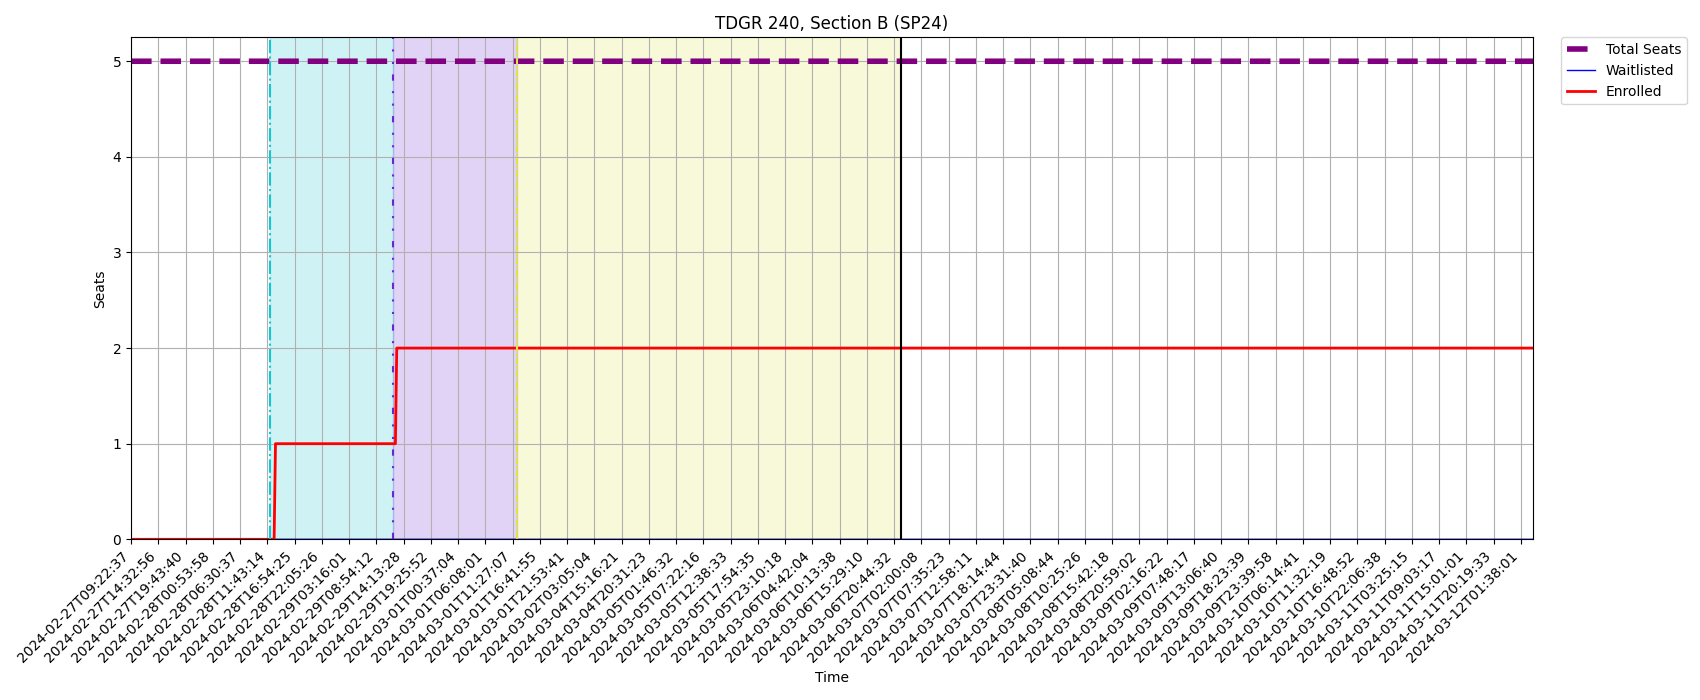 TDGR 240, Section B (SP24)
Total Seats
Waitlisted
Enrolled
5
4
3
2
1
0
Seats
2024-02-27T09:22:37
2024-02-27T14:32:56
2024-02-27T19:43:40
2024-02-28T00:53:58
2024-02-28T06:30:37
2024-02-28T11:43:14
2024-02-28T16:54:25
2024-02-28T22:05:26
2024-02-29T03:16:01
2024-02-29T08:54:12
2024-02-29T14:13:28
2024-02-29T19:25:52
2024-03-01T00:37:04
2024-03-01T06:08:01
2024-03-01T11:27:07
2024-03-01T16:41:55
2024-03-01T21:53:41
2024-03-02T03:05:04
2024-03-04T15:16:21
2024-03-04T20:31:23
2024-03-05T01:46:32
2024-03-05T07:22:16
2024-03-05T12:38:33
2024-03-05T17:54:35
2024-03-05T23:10:18
2024-03-06T04:42:04
2024-03-06T10:13:38
2024-03-06T15:29:10
2024-03-06T20:44:32
2024-03-07T02:00:08
2024-03-07T07:35:23
2024-03-07T12:58:11
2024-03-07T18:14:44
2024-03-07T23:31:40
2024-03-08T05:08:44
2024-03-08T10:25:26
2024-03-08T15:42:18
2024-03-08T20:59:02
2024-03-09T02:16:22
2024-03-09T07:48:17
2024-03-09T13:06:40
2024-03-09T18:23:39
2024-03-09T23:39:58
2024-03-10T06:14:41
2024-03-10T11:32:19
2024-03-10T16:48:52
2024-03-10T22:06:38
2024-03-11T03:25:15
2024-03-11T09:03:17
2024-03-11T15:01:01
2024-03-11T20:19:33
2024-03-12T01:38:01
Time